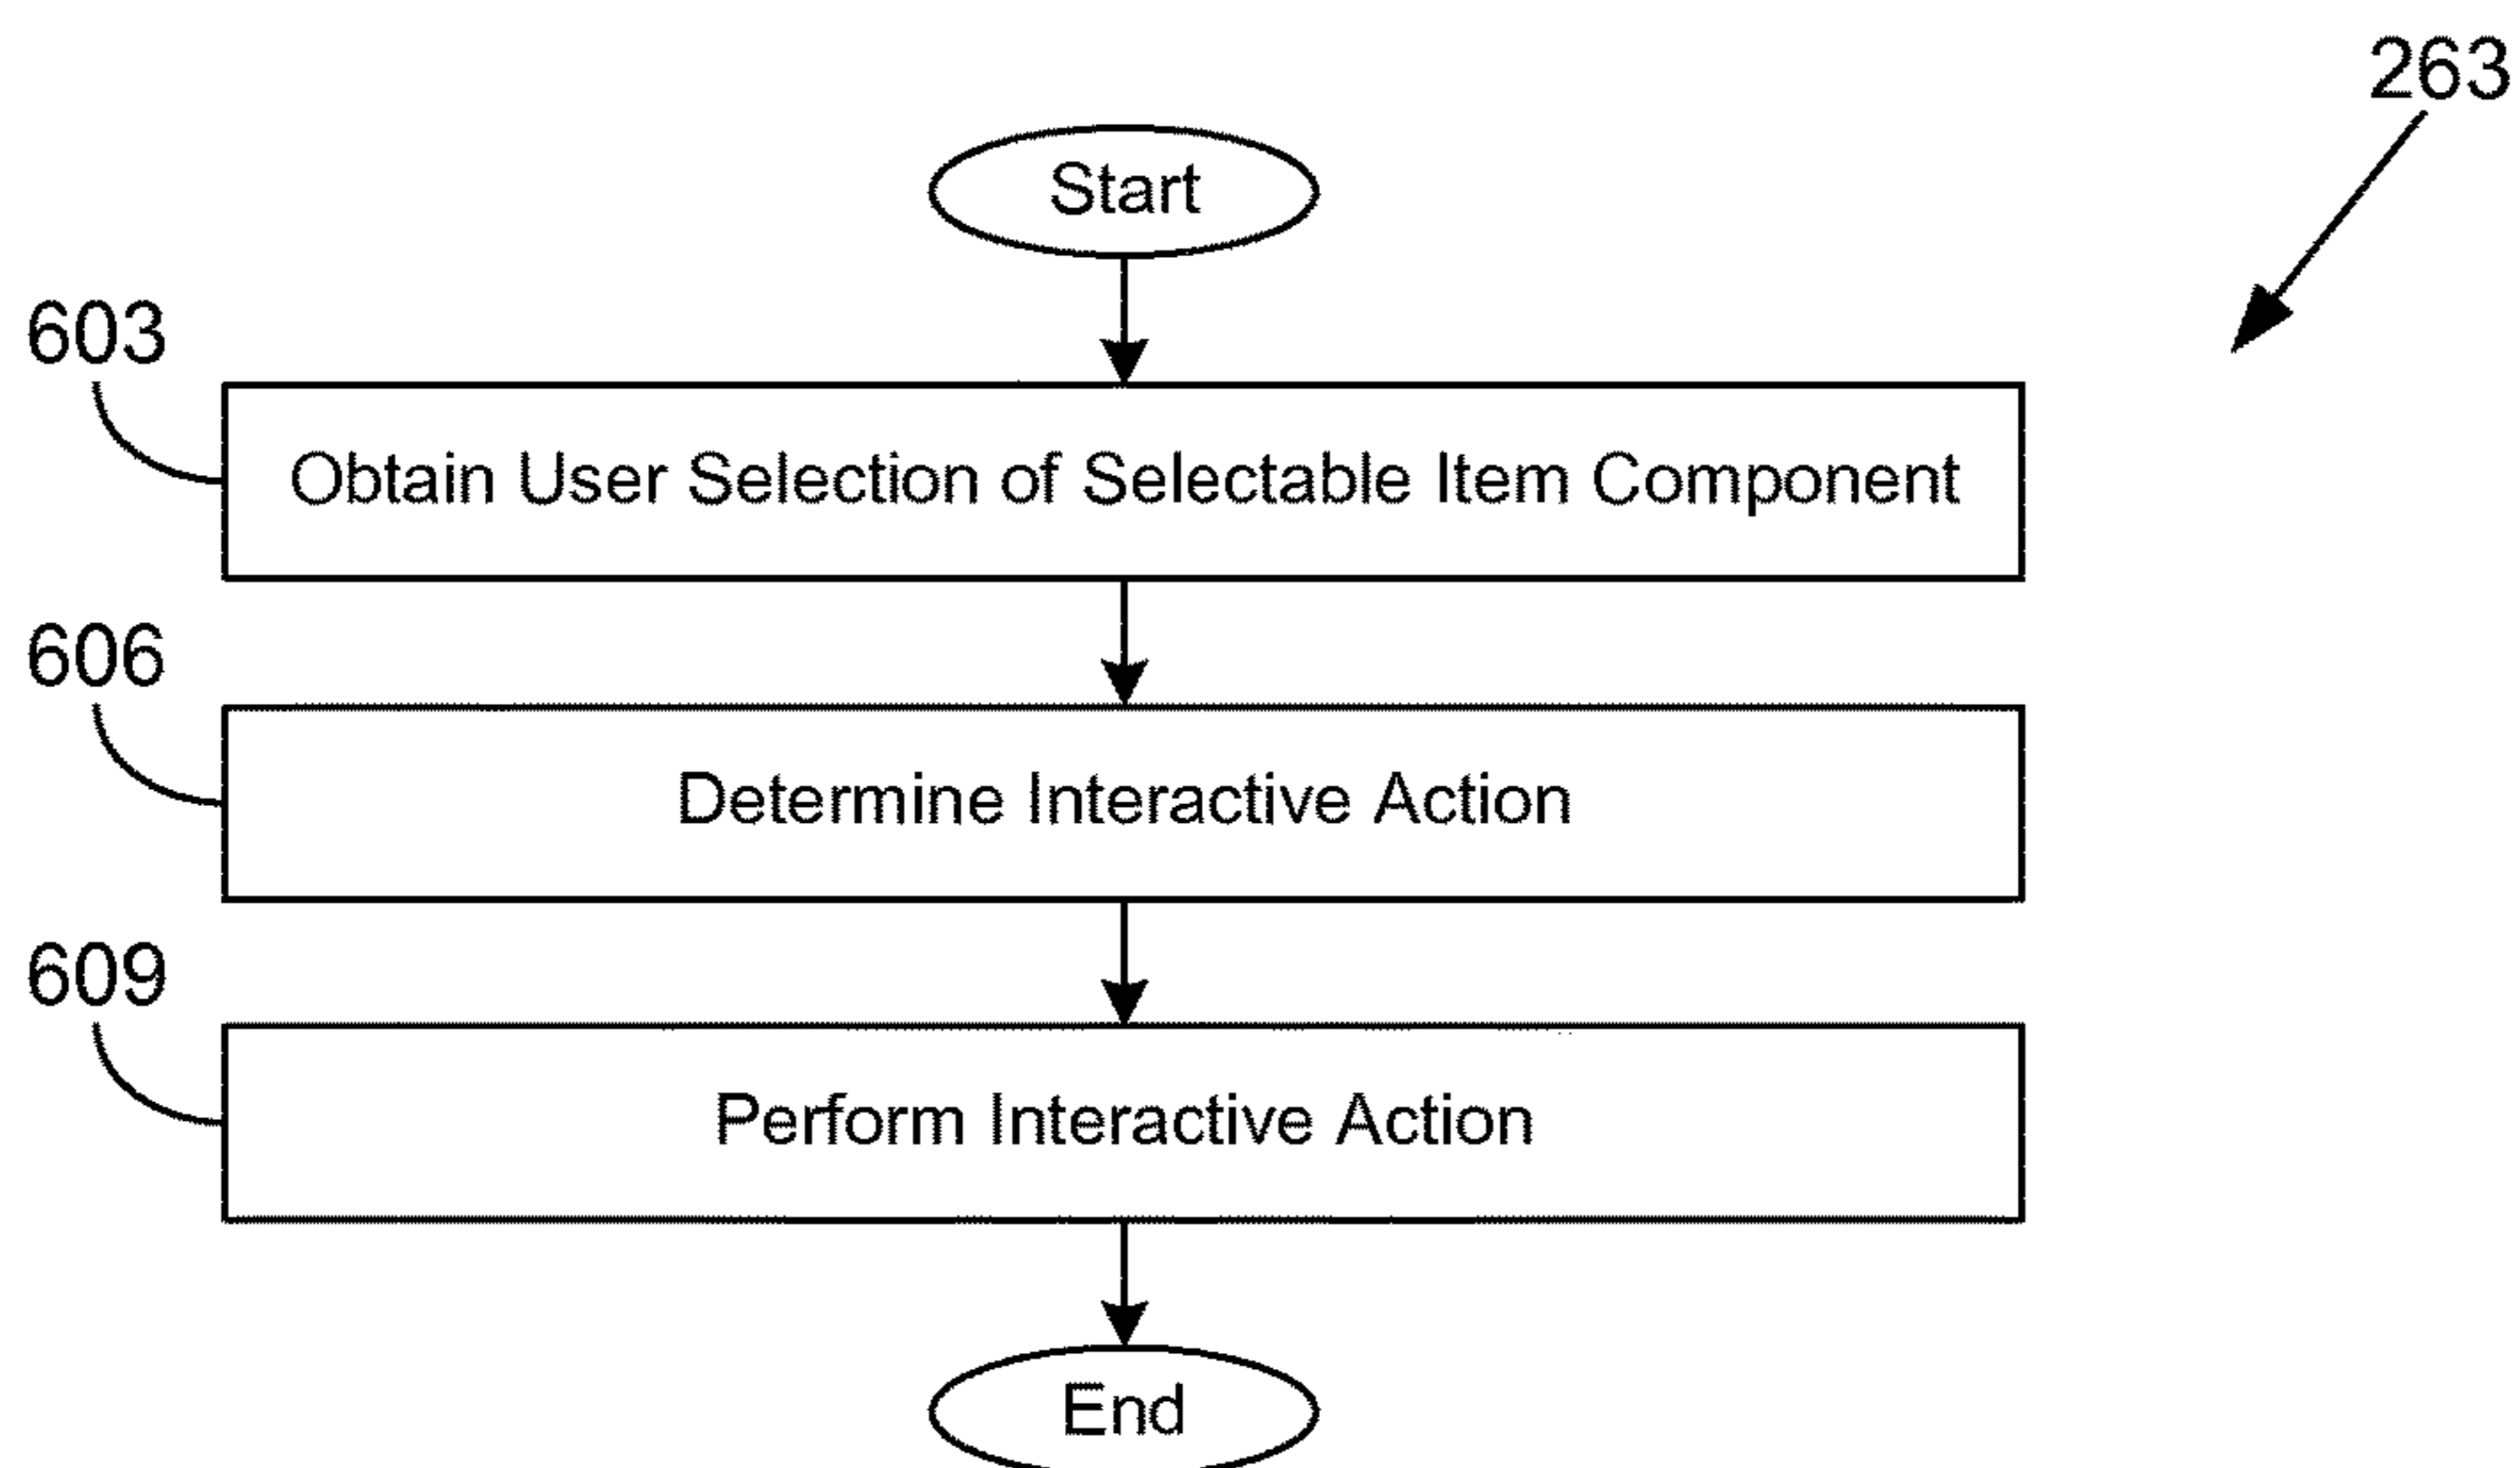 263
Start
603
Obtain User Selection of Selectable Item Component
606
Determine Interactive Action
609
Perform Interactive Action
End